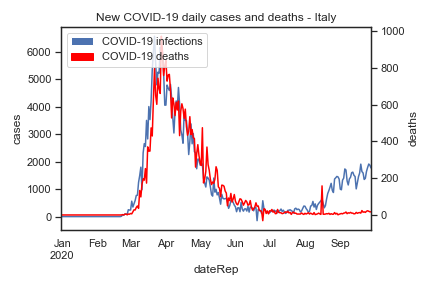 New COVID-19 daily cases and deaths - Italy
COVID-19 infections
COVID-19 deaths
cases
6000
5000
4000
3000
2000
1000
0
deaths
1000
800
600
400
200
0
Jan Feb Mar Apr May Jun Jul Aug Sep
2020
dateRep